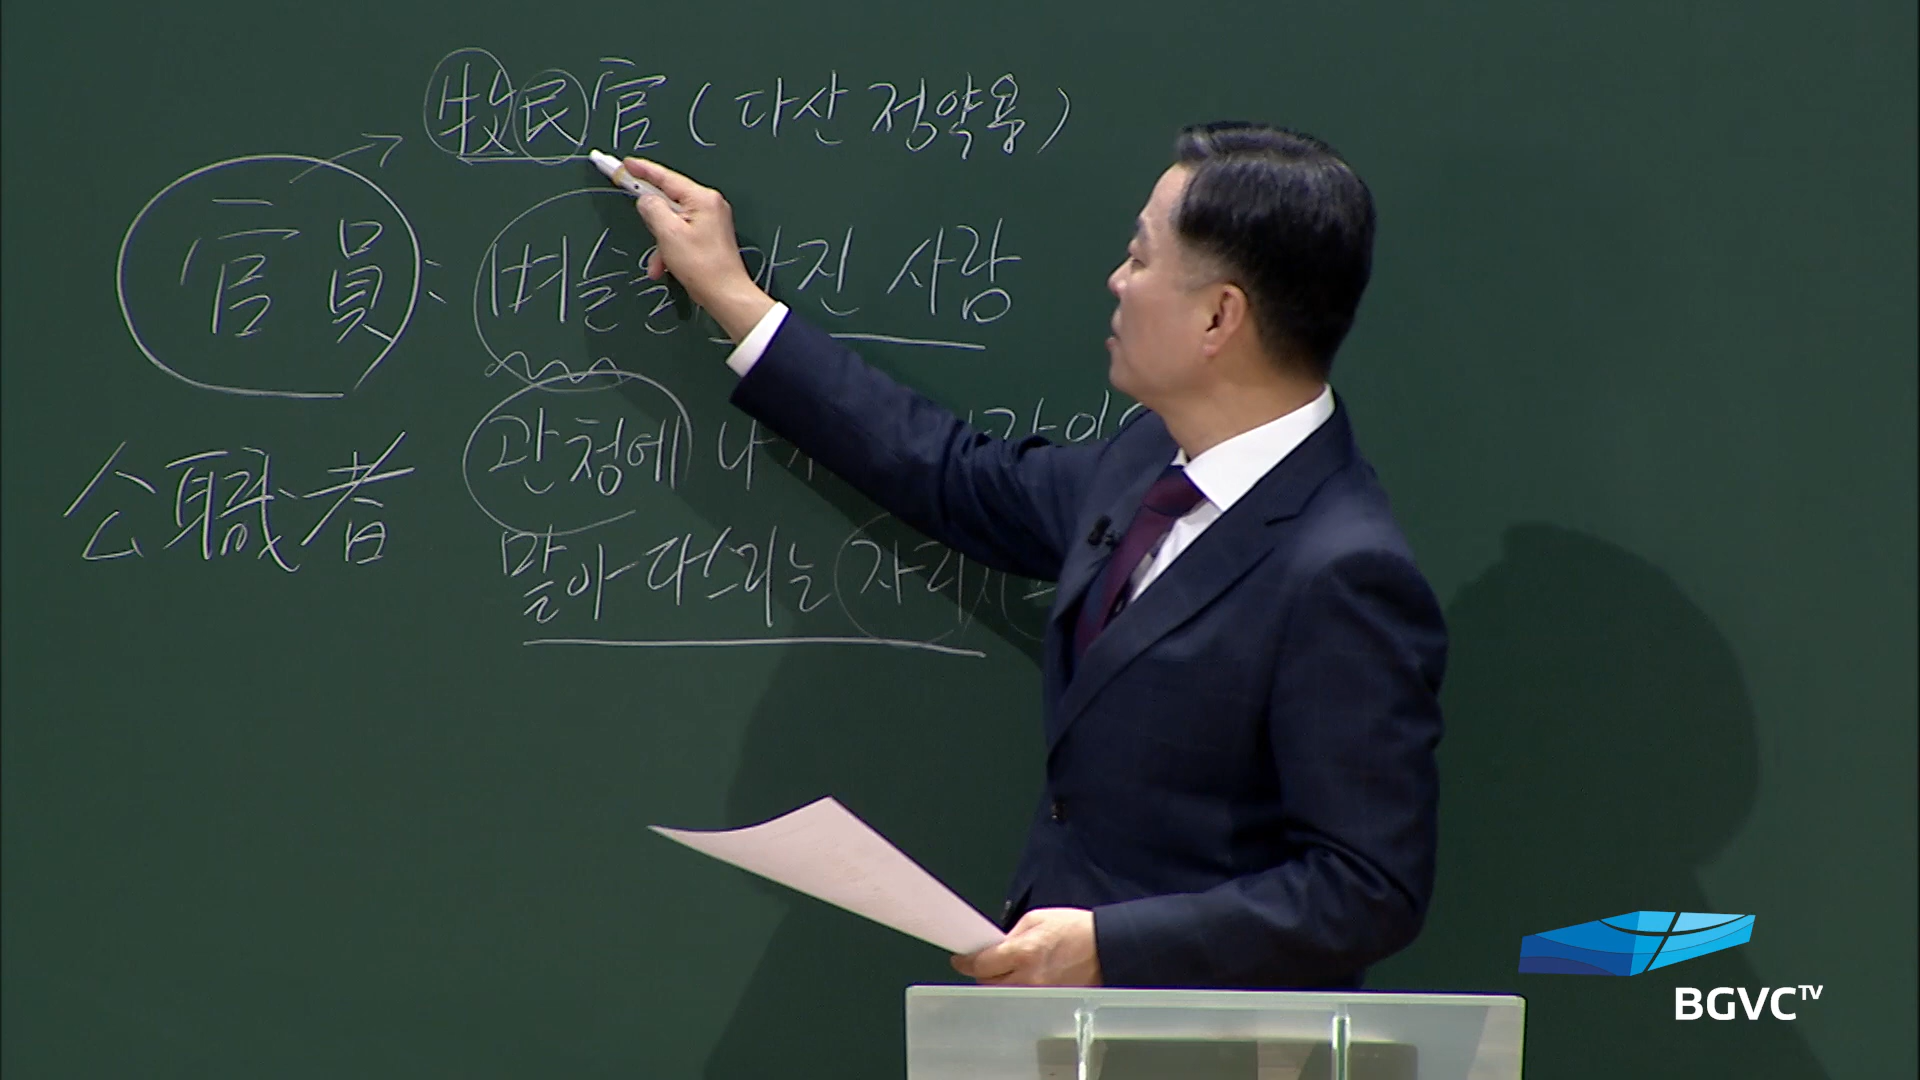 牧民官 (다산 정약용)
官員: 벼슬을 가진 사람
관청에 나
公職者
맡아 다스리는 자리
BGVC TV